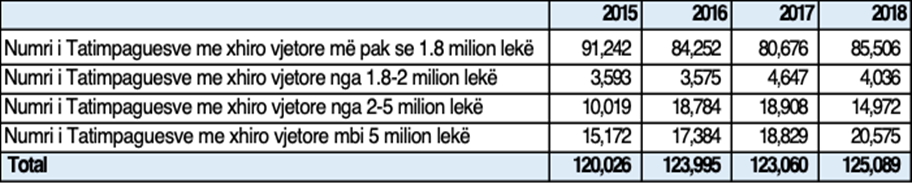 2015 2016 2017 2018
Numri i Tatimpaguesve me xhiro vjetore më pak se 1.8 milion lekë 91,242 84,252 80,676 85,506
Numri i Tatimpaguesve me xhiro vjetore nga 1.8-2 milion lekë 3,593 3,575 4,647 4,036
Numri i Tatimpaguesve me xhiro vjetore nga 2-5 milion lekë 10,019 18,784 18,908 14,972
Numri i Tatimpaguesve me xhiro vjetore mbi 5 milion lekë 15,172 17,384 18,829 20,575
Total 120,026 123,995 123,060 125,089